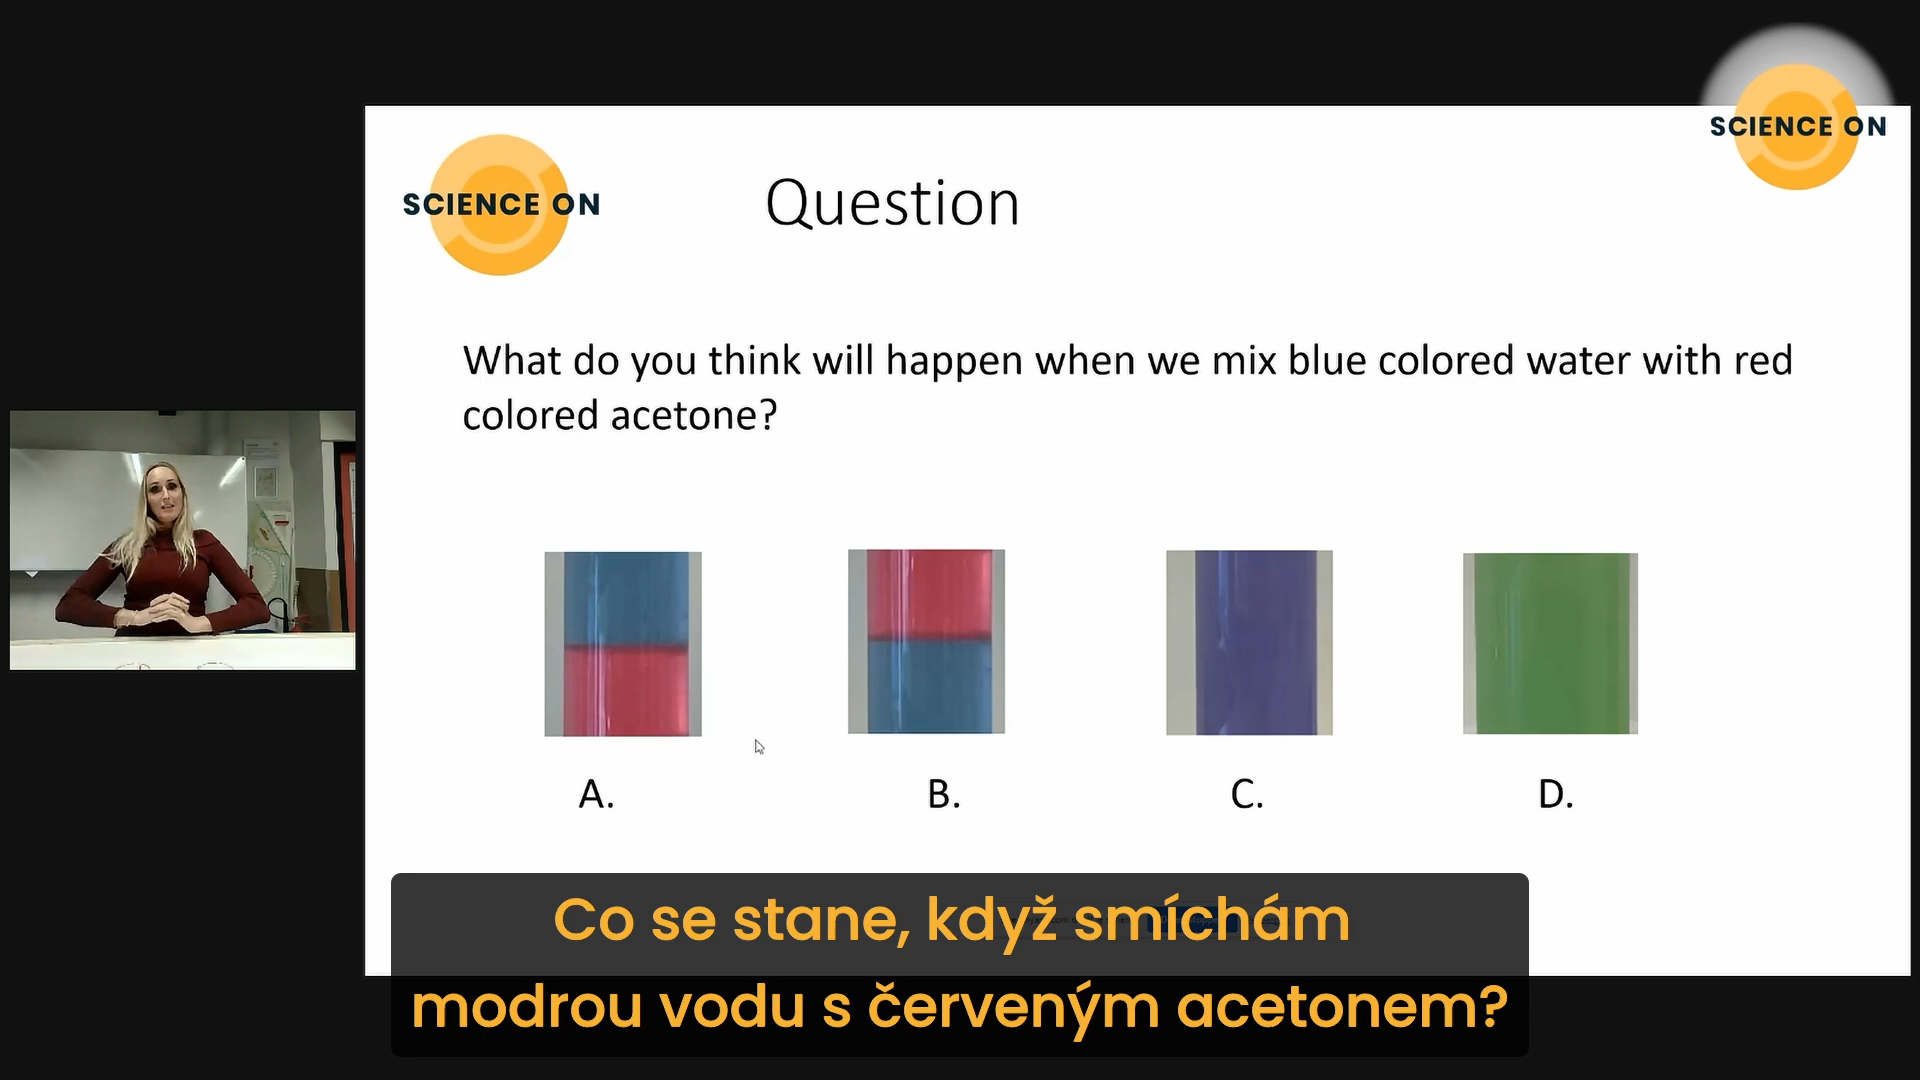 SCIENCE ON
SCIENCE ON
Question
What do you think will happen when we mix blue colored water with red
colored acetone?
A.
B.
C.
D.
Co se stane, když smíchám
modrou vodu s červeným acetonem?